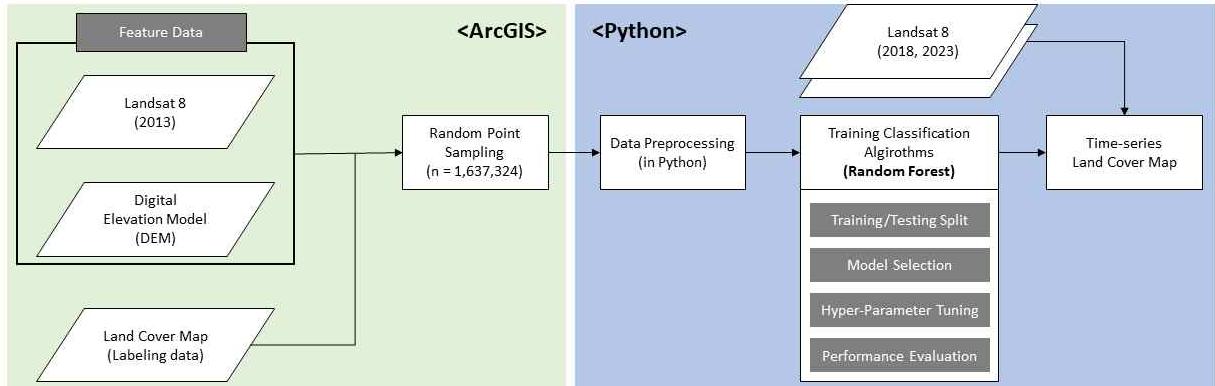 <ArcGIS>
Feature Data
Landsat 8
(2013)
Digital
Elevation Model
(DEM)
Land Cover Map
(Labeling data)
Random Point
Sampling
(n = 1,637,324)
<Python>
Data Preprocessing
(in Python)
Landsat 8
(2018, 2023)
Training Classification
Algirothms
(Random Forest)
Training/Testing Split
Model Selection
Hyper-Parameter Tuning
Performance Evaluation
Time-series
Land Cover Map